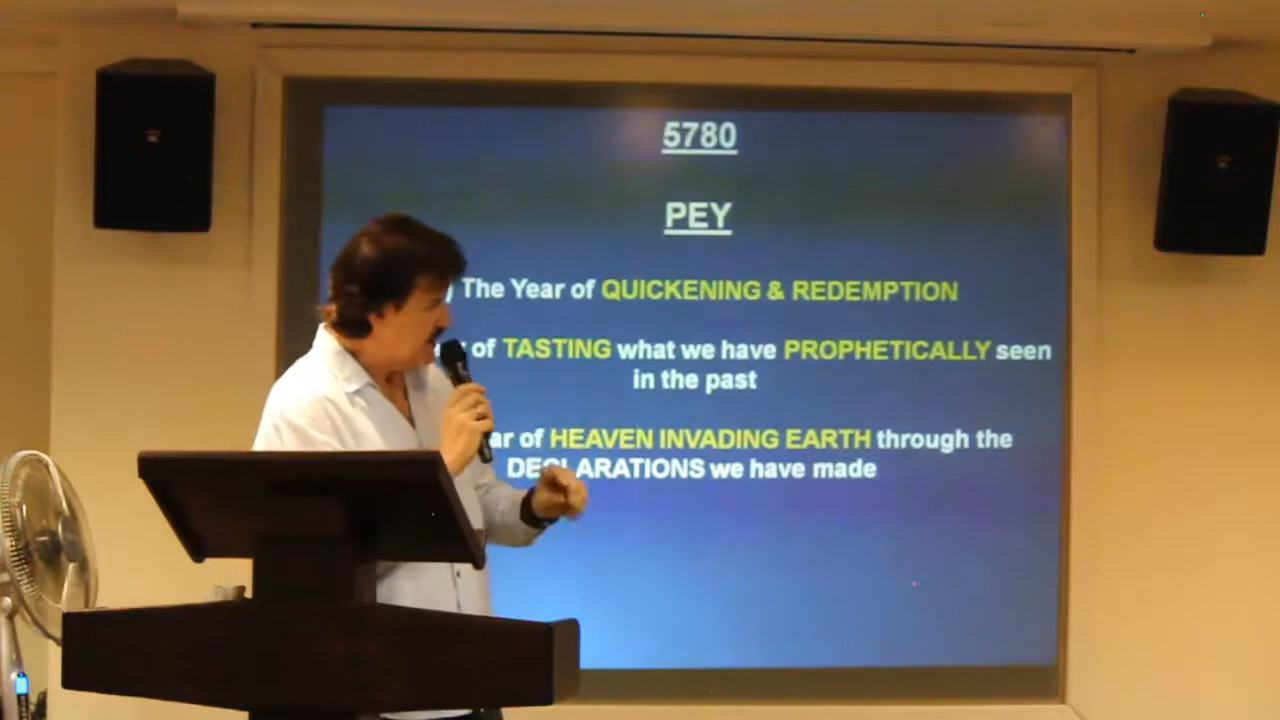 5780
PEY
) The Year of QUICKENING & REDEMPTION
of TASTING what we have PROPHETICALLY seen
in the past
ar of HEAVEN INVADING EARTH through the
DECLARATIONS we have made